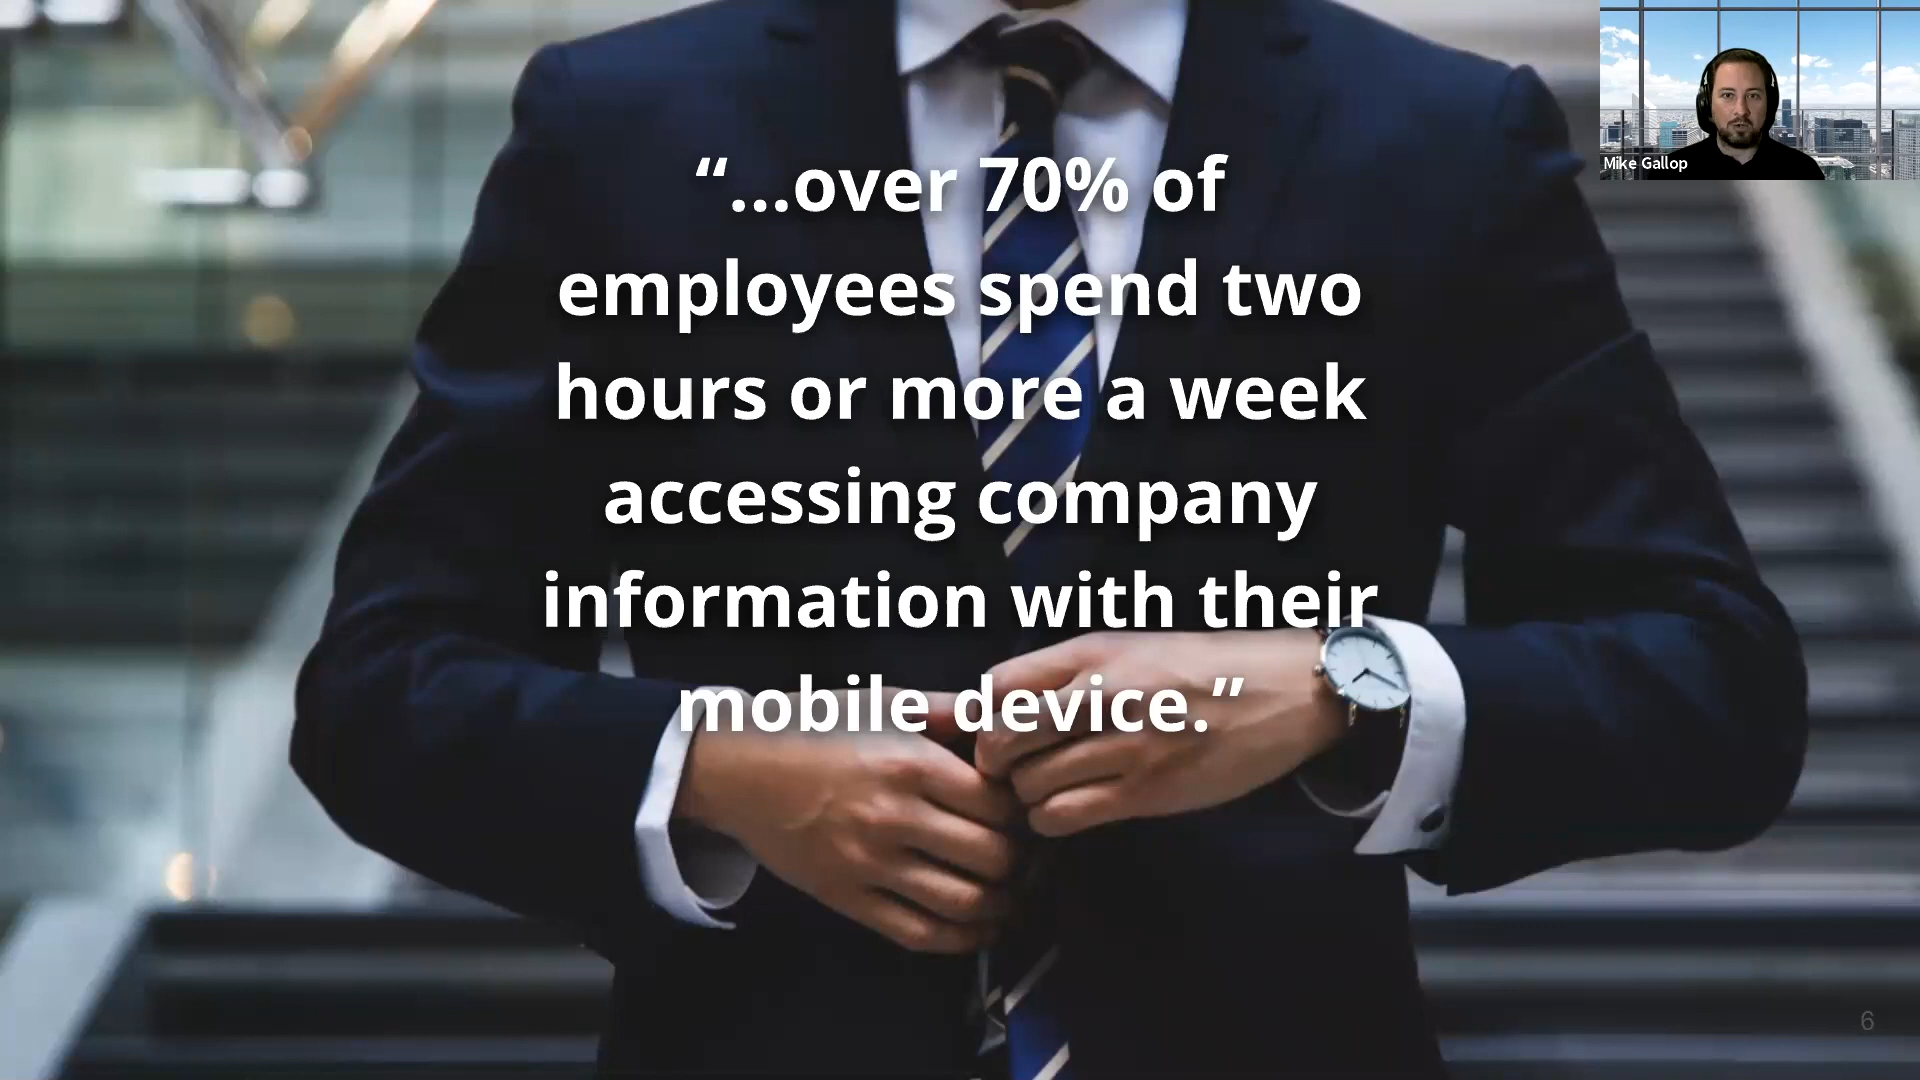 “...over 70% of
employees spend two
hours or more a week
accessing company
information with their
mobile device.”
Mike Gallop
6